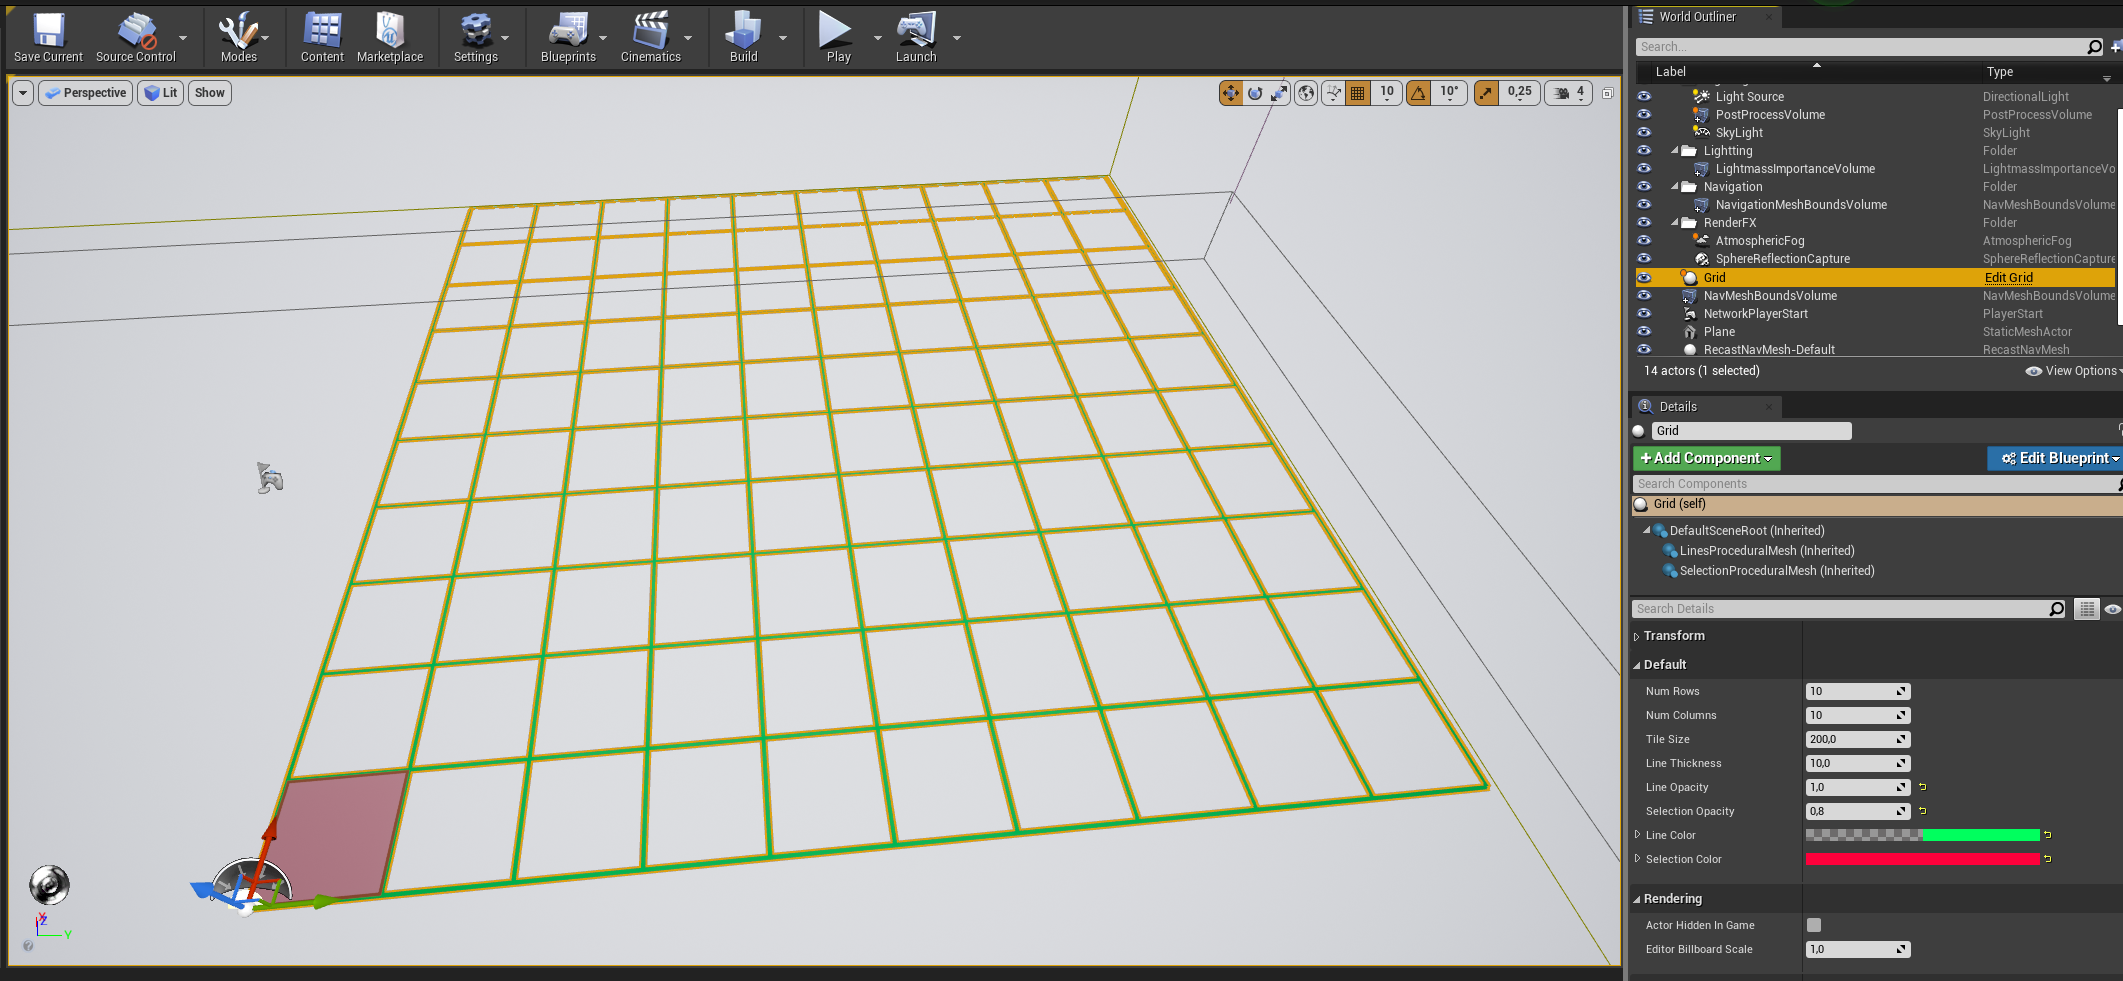 Save Current
Source Control
Modes
Content
Marketplace
Settings
Blueprints
Cinematics
Build
Play
Launch
Perspective
Lit
Show
10
10°
0,25
4
X
Z
Y
World Outliner
Search...
Label Type
Light Source DirectionalLight
PostProcessVolume PostProcessVolume
SkyLight SkyLight
Lightting Folder
LightmassImportanceVolume LightmassImportanceVo
Navigation Folder
NavigationMeshBoundsVolume NavMeshBoundsVolume
RenderFX Folder
AtmosphericFog AtmosphericFog
SphereReflectionCapture SphereReflectionCapture
Grid Edit Grid
NavMeshBoundsVolume NavMeshBoundsVolume
NetworkPlayerStart PlayerStart
Plane StaticMeshActor
RecastNavMesh-Default RecastNavMesh
14 actors (1 selected) View Options
Details
Grid
+Add Component Edit Blueprint
Search Components
Grid (self)
DefaultSceneRoot (Inherited)
LinesProceduralMesh (Inherited)
SelectionProceduralMesh (Inherited)
Search Details
Transform
Default
Num Rows 10
Num Columns 10
Tile Size 200,0
Line Thickness 10,0
Line Opacity 1,0
Selection Opacity 0,8
Line Color
Selection Color
Rendering
Actor Hidden In Game
Editor Billboard Scale 1,0